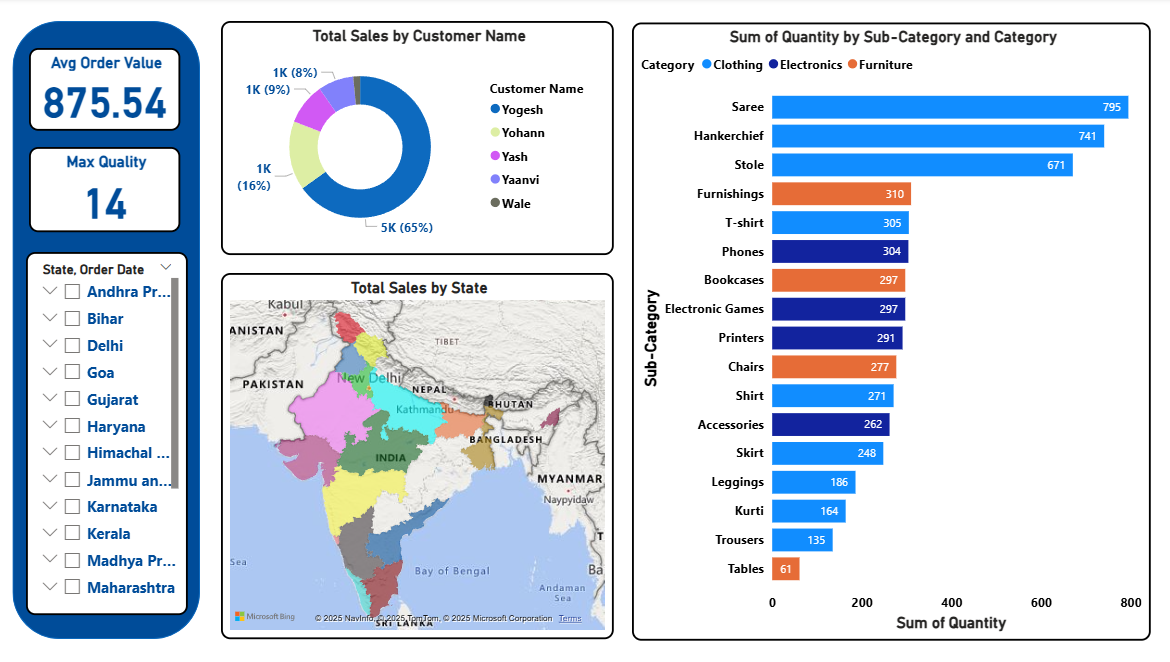 Avg Order Value
875.54
Max Quality
14
State, Order Date
Andhra Pr...
Bihar
Delhi
Goa
Gujarat
Haryana
Himachal ...
Jammu an...
Karnataka
Kerala
Madhya Pr...
Maharashtra
Total Sales by Customer Name
1K (8%)
1K (9%)
1K
(16%)
5K (65%)
Customer Name
Yogesh
Yohann
Yash
Yaanvi
Wale
Total Sales by State
Kabul
ANISTAN
TIBET
PAKISTAN
New Delhi
NEPAL
Kathmandu
BHUTAN
BANGLADESH
INDIA
MYANMAR
Naypyidaw
T
Sea
Bay of Bengal
Ba
Andaman
Sea
Microsoft Bing
© 2025 NavInfo, © 2025 TomTom, © 2025 Microsoft Corporation Terms
SRI LANKA
Sum of Quantity by Sub-Category and Category
Category Clothing Electronics Furniture
Sub-Category
Saree 795
Hankerchief 741
Stole 671
Furnishings 310
T-shirt 305
Phones 304
Bookcases 297
Electronic Games 297
Printers 291
Chairs 277
Shirt 271
Accessories 262
Skirt 248
Leggings 186
Kurti 164
Trousers 135
Tables 61
0 200 400 600 800
Sum of Quantity